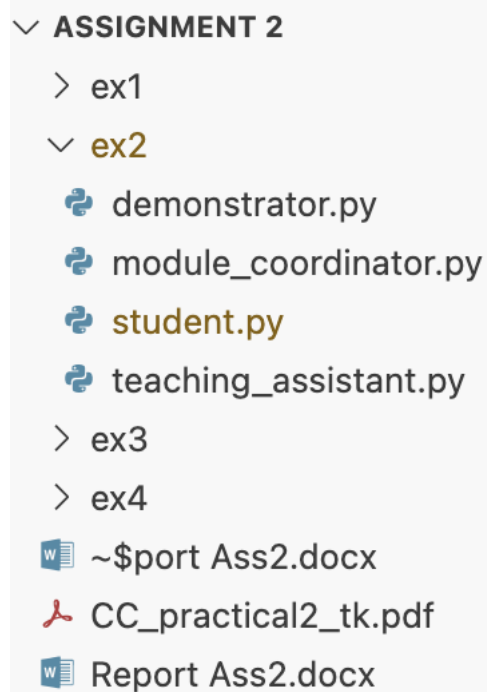 ASSIGNMENT 2
ex1
ex2
demonstrator.py
module_coordinator.py
student.py
teaching_assistant.py
ex3
ex4
~$port Ass2.docx
CC_practical2_tk.pdf
Report Ass2.docx